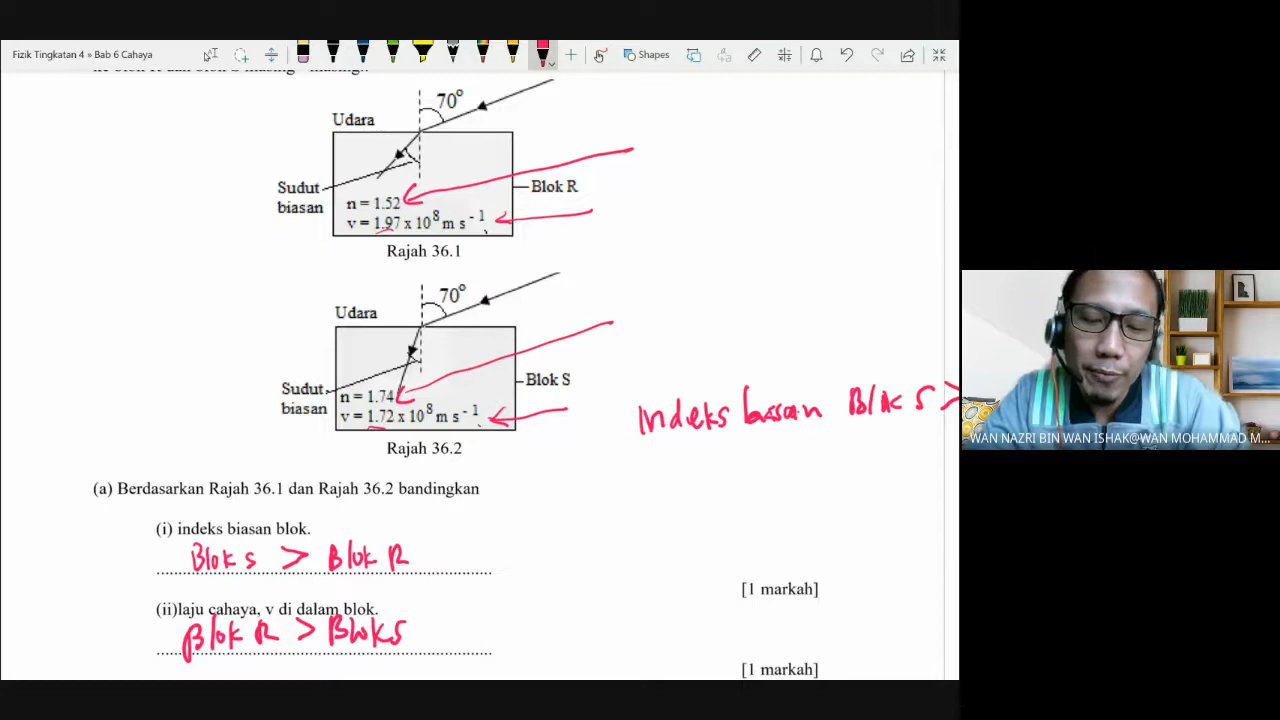 Fizik Tingkatan 4 » Bab 6 Cahaya
Shapes
70°
Udara
Sudut
biasan
n = 1.52
v = 1.97 x 10⁸ m s⁻¹
Blok R
Rajah 36.1
70°
Udara
Sudut
biasan
n = 1.74
v = 1.72 x 10⁸ m s⁻¹
Blok S
Rajah 36.2
Indeks biasan Blok S >
WAN NAZRI BIN WAN ISHAK@WAN MOHAMMAD M...
(a) Berdasarkan Rajah 36.1 dan Rajah 36.2 bandingkan
(i) indeks biasan blok.
Blok S > Blok R
[1 markah]
(ii)laju cahaya, v di dalam blok.
Blok R > Blok S
[1 markah]